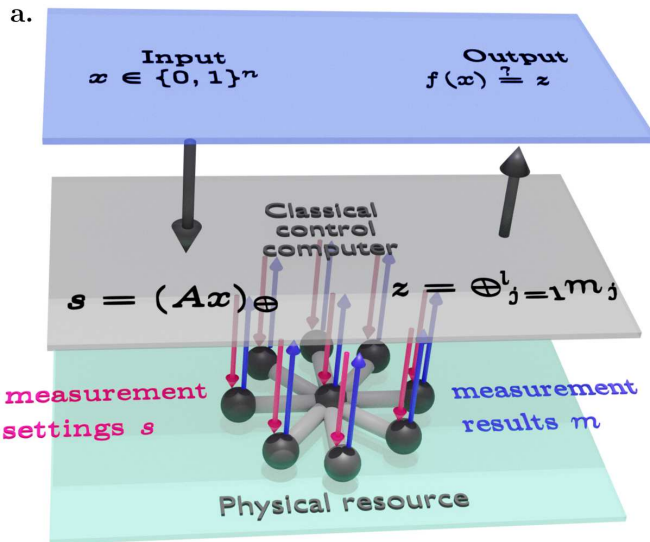 a.
Input
x ∈ {0, 1}ⁿ
Output
f(x) ≟ z
Classical
control
computer
s = (Ax)⊕
z = ⊕ˡⱼ₌₁mⱼ
measurement
settings s
measurement
results m
Physical resource